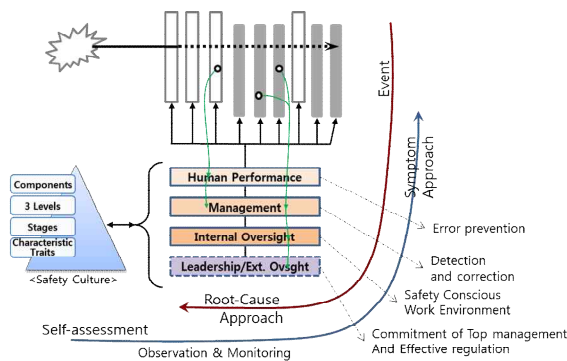 Event
Symptom
Approach
Components
3 Levels
Stages
Characteristic
Traits
<Safety Culture>
Human Performance
Management
Internal Oversight
Leadership/Ext. Ovsght
Error prevention
Detection
and correction
Safety Conscious
Work Environment
Commitment of Top management
And Effective regulation
Root-Cause
Approach
Self-assessment
Observation & Monitoring